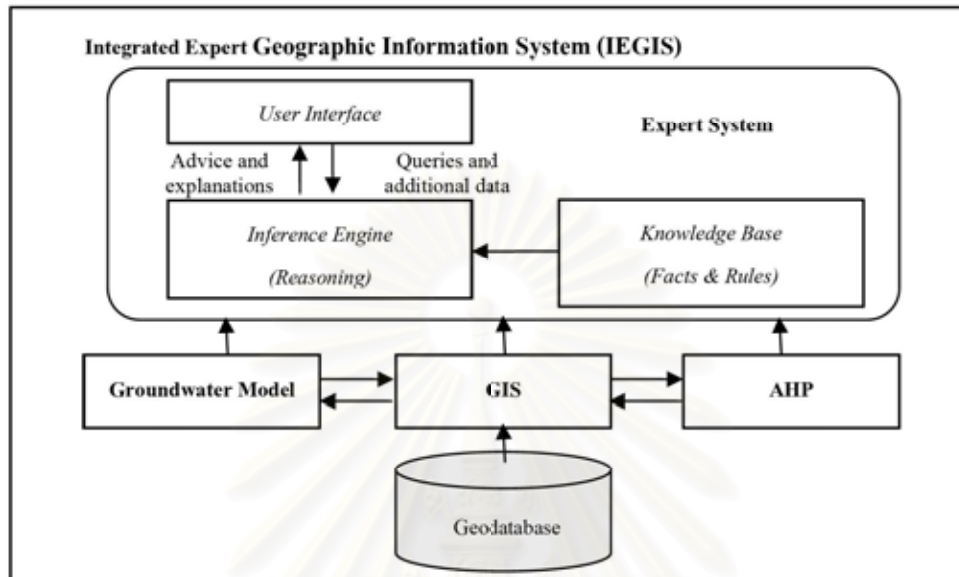 Integrated Expert Geographic Information System (IEGIS)
User Interface
Expert System
Advice and
explanations
Queries and
additional data
Inference Engine
(Reasoning)
Knowledge Base
(Facts & Rules)
Groundwater Model
GIS
AHP
Geodatabase